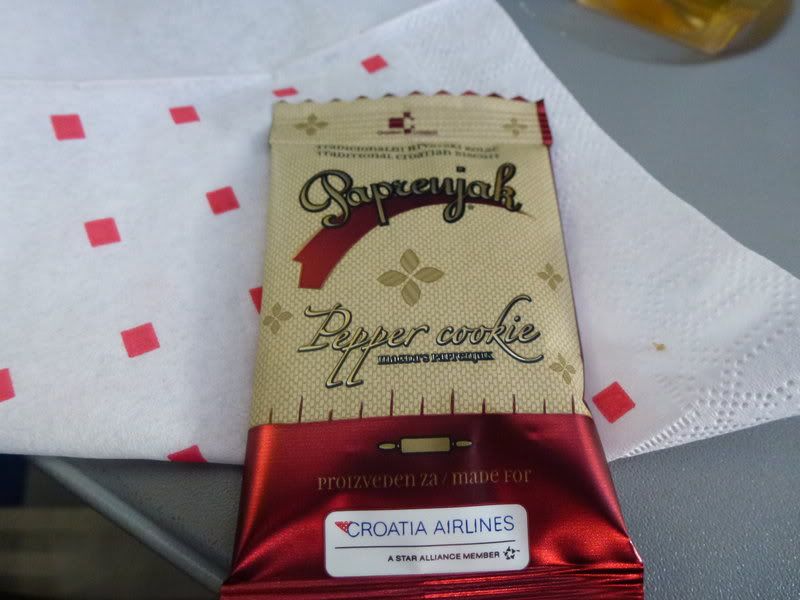 TRADICIONALNI HRVATSKI KOLAČ
TRADITIONAL CROATIAN BISCUIT
Paprenjak
Pepper cookie
PROIZVEDEN ZA / MADE FOR
CROATIA AIRLINES
A STAR ALLIANCE MEMBER